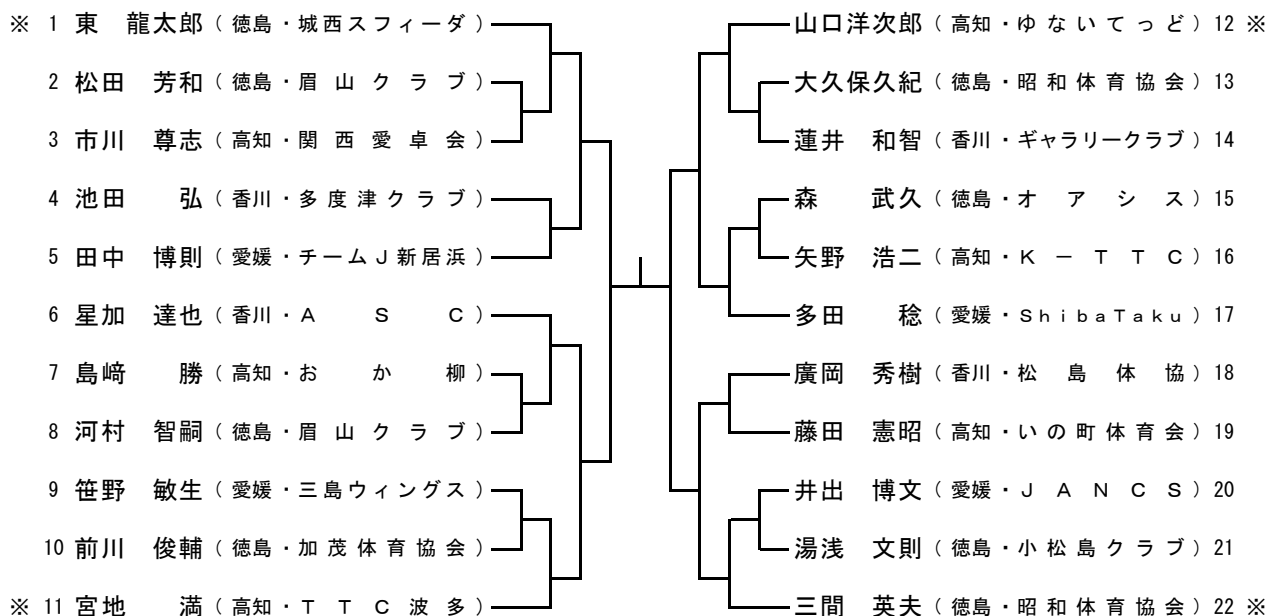 ※ 1 東 龍太郎（徳島・城西スフィーダ）
2 松田 芳和（徳島・眉山クラブ）
3 市川 尊志（高知・関西愛卓会）
4 池田 弘（香川・多度津クラブ）
5 田中 博則（愛媛・チームＪ新居浜）
6 星加 達也（香川・ＡＳＣ）
7 島﨑 勝（高知・おか柳）
8 河村 智嗣（徳島・眉山クラブ）
9 笹野 敏生（愛媛・三島ウィングス）
10 前川 俊輔（徳島・加茂体育協会）
※ 11 宮地 満（高知・ＴＴＣ波多）
山口洋次郎（高知・ゆないてっど）12 ※
大久保久紀（徳島・昭和体育協会）13
蓮井 和智（香川・ギャラリークラブ）14
森 武久（徳島・オアシス）15
矢野 浩二（高知・Ｋ－ＴＴＣ）16
多田 稔（愛媛・ＳｈｉｂａＴａｋｕ）17
廣岡 秀樹（香川・松島体協）18
藤田 憲昭（高知・いの町体育会）19
井出 博文（愛媛・ＪＡＮＣＳ）20
湯浅 文則（徳島・小松島クラブ）21
三間 英夫（徳島・昭和体育協会）22 ※